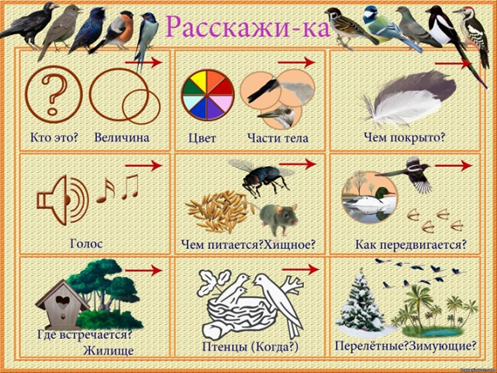 Расскажи-ка
Кто это? Величина
Цвет Части тела
Чем покрыто?
Голос
Чем питается?Хищное?
Как передвигается?
Где встречается?
Жилище
Птенцы (Когда?)
Перелётные?Зимующие?